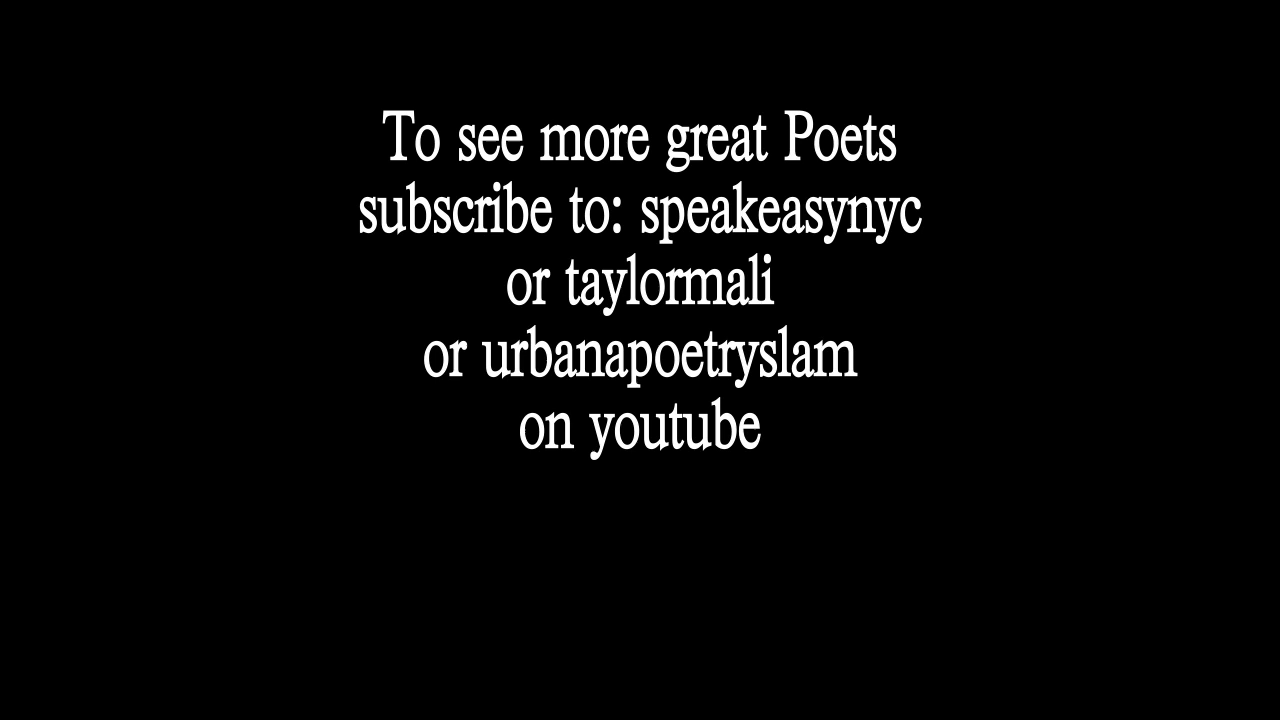 To see more great Poets
subscribe to: speakeasynyc
or taylormali
or urbanapoetryslam
on youtube